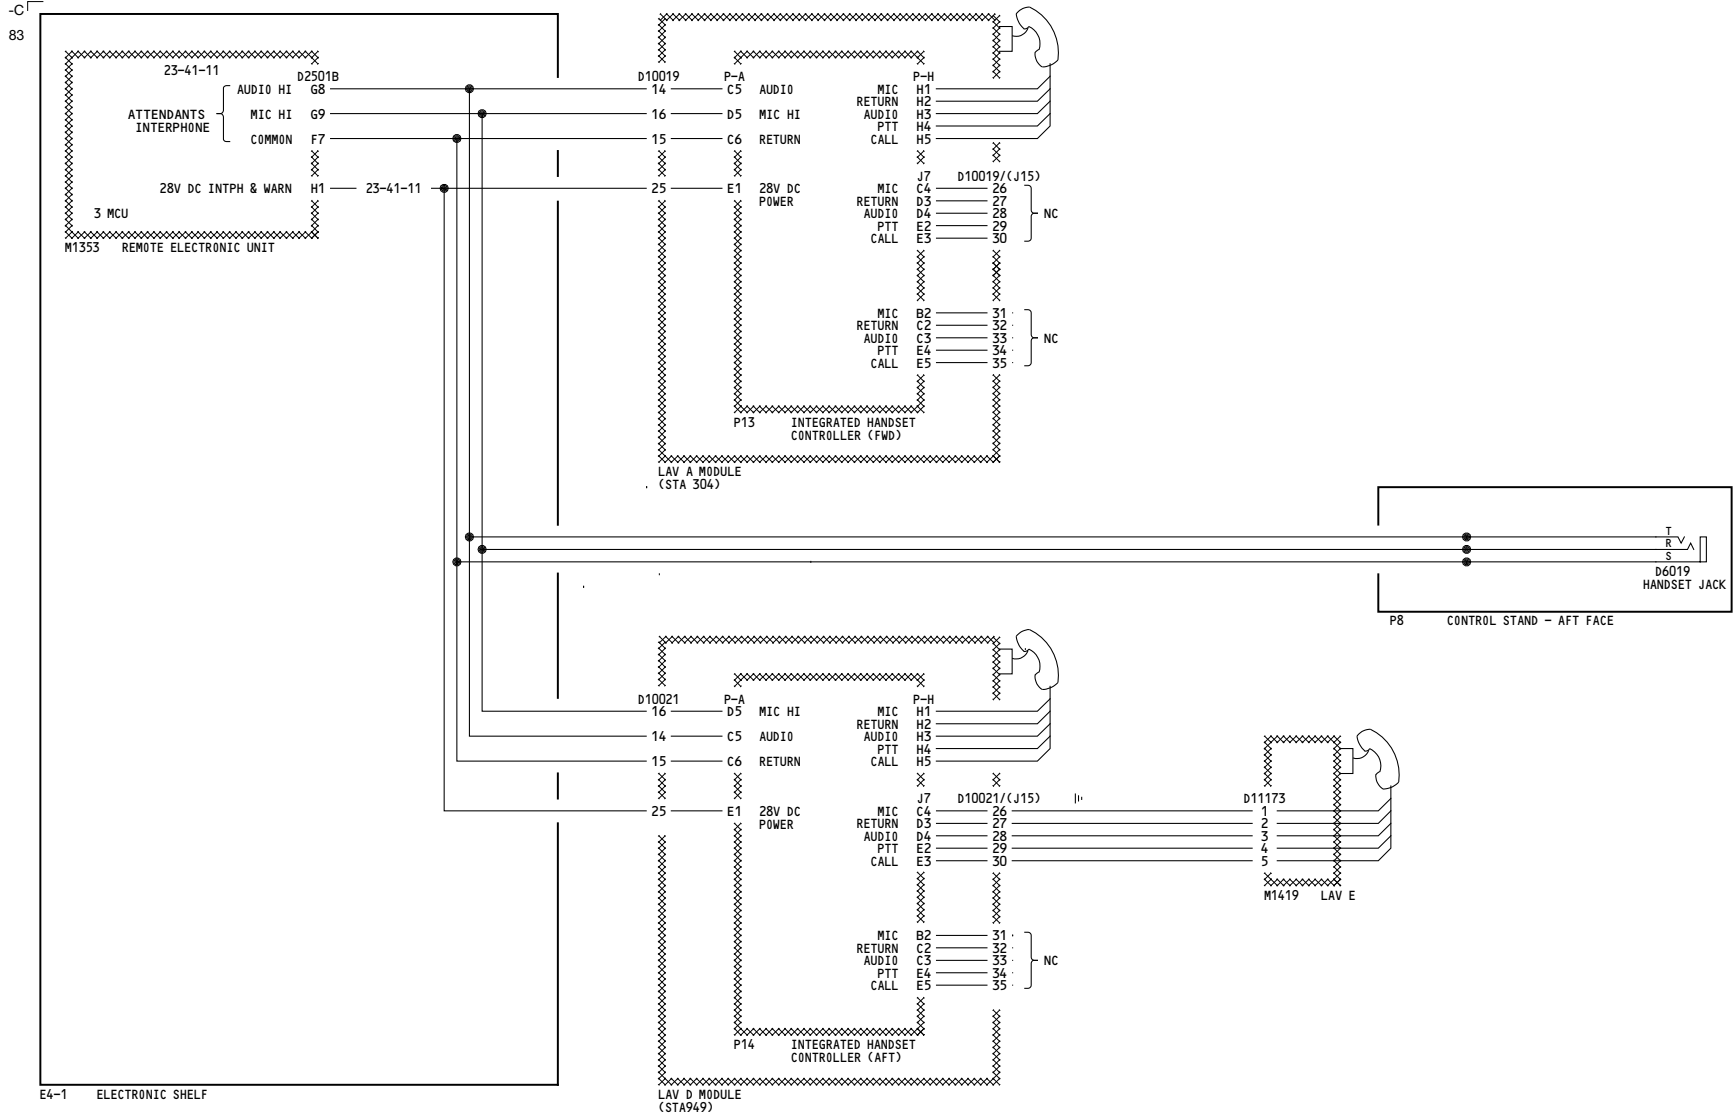 -C
83
23-41-11
D2501B
AUDIO HI G8
MIC HI G9
COMMON F7
ATTENDANTS
INTERPHONE
28V DC INTPH & WARN H1 23-41-11
3 MCU
M1353 REMOTE ELECTRONIC UNIT
D10019 P-A
14 C5 AUDIO
16 D5 MIC HI
15 C6 RETURN
25 E1 28V DC
POWER
P-H
MIC H1
RETURN H2
AUDIO H3
PTT H4
CALL H5
J7 D10019/(J15)
MIC C4 26
RETURN D3 27
AUDIO D4 28
PTT E2 29
CALL E3 30
NC
MIC B2 31
RETURN C2 32
AUDIO C3 33
PTT E4 34
CALL E5 35
NC
P13 INTEGRATED HANDSET
CONTROLLER (FWD)
LAV A MODULE
(STA 304)
T
R
S
D6019
HANDSET JACK
P8 CONTROL STAND - AFT FACE
D10021 P-A
16 D5 MIC HI
14 C5 AUDIO
15 C6 RETURN
25 E1 28V DC
POWER
P-H
MIC H1
RETURN H2
AUDIO H3
PTT H4
CALL H5
J7 D10021/(J15)
MIC C4 26
RETURN D3 27
AUDIO D4 28
PTT E2 29
CALL E3 30
D11173
1
2
3
4
5
M1419 LAV E
MIC B2 31
RETURN C2 32
AUDIO C3 33
PTT E4 34
CALL E5 35
NC
P14 INTEGRATED HANDSET
CONTROLLER (AFT)
LAV D MODULE
(STA949)
E4-1 ELECTRONIC SHELF